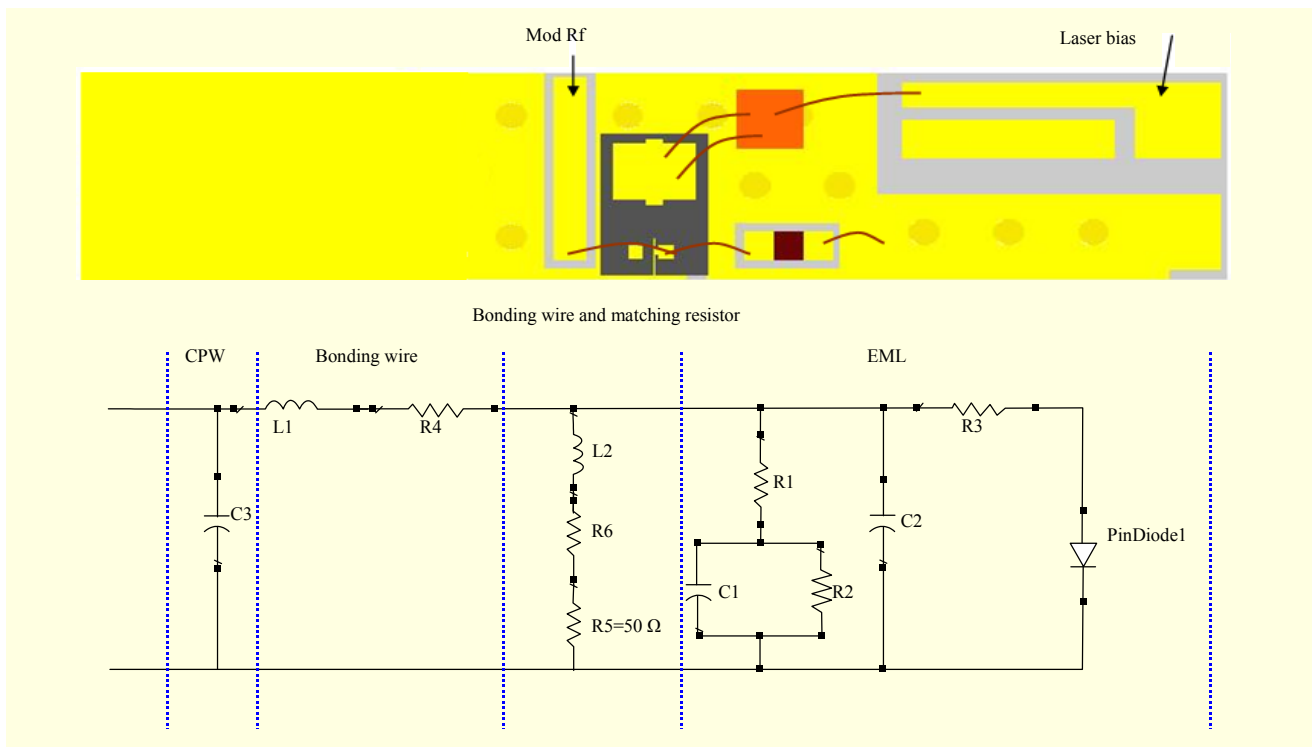 Mod Rf
Laser bias
Bonding wire and matching resistor
CPW
Bonding wire
EML
L1
R4
R3
L2
R1
C3
R6
C2
PinDiode1
C1
R2
R5=50 Ω